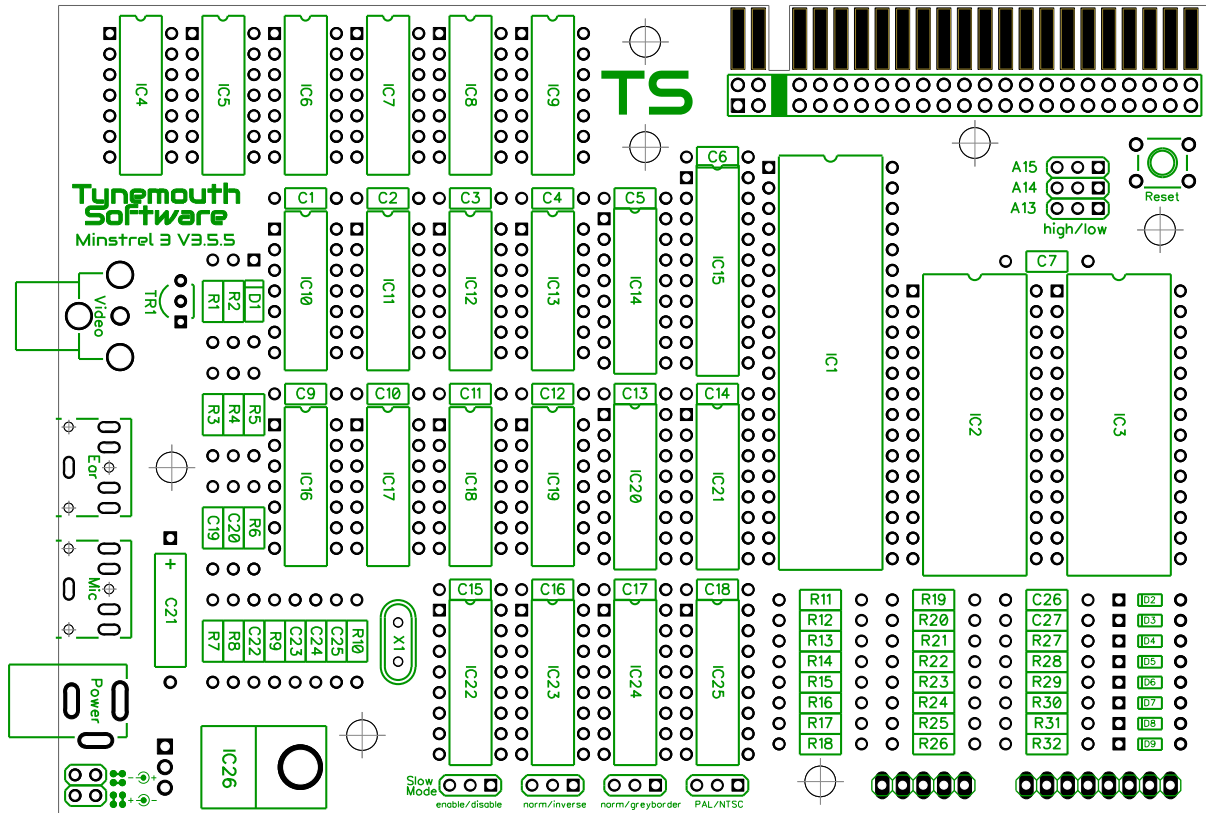 IC4 IC5 IC6 IC7 IC8 IC9
TS
C6
A15
A14
A13
high/low
Reset
Tynemouth
Software
Minstrel 3 V3.5.5
C1 C2 C3 C4 C5
C7
IC10 IC11 IC12 IC13 IC14 IC15
Video
TR1
R1 R2 D1
IC1 IC2 IC3
C9 C10 C11 C12 C13 C14
R3 R4 R5
Ear
IC16 IC17 IC18 IC19 IC20 IC21
C19 C20 R6
Mic
+
C21
C15 C16 C17 C18
R7 R8 C22 R9 C23 C24 C25 R10
X1
IC22 IC23 IC24 IC25
R11 R19 C26 D2
R12 R20 C27 D3
R13 R21 R27 D4
R14 R22 R28 D5
R15 R23 R29 D6
R16 R24 R30 D7
R17 R25 R31 D8
R18 R26 R32 D9
Power
IC26
- +
+ -
Slow
Mode
enable/disable norm/inverse norm/greyborder PAL/NTSC